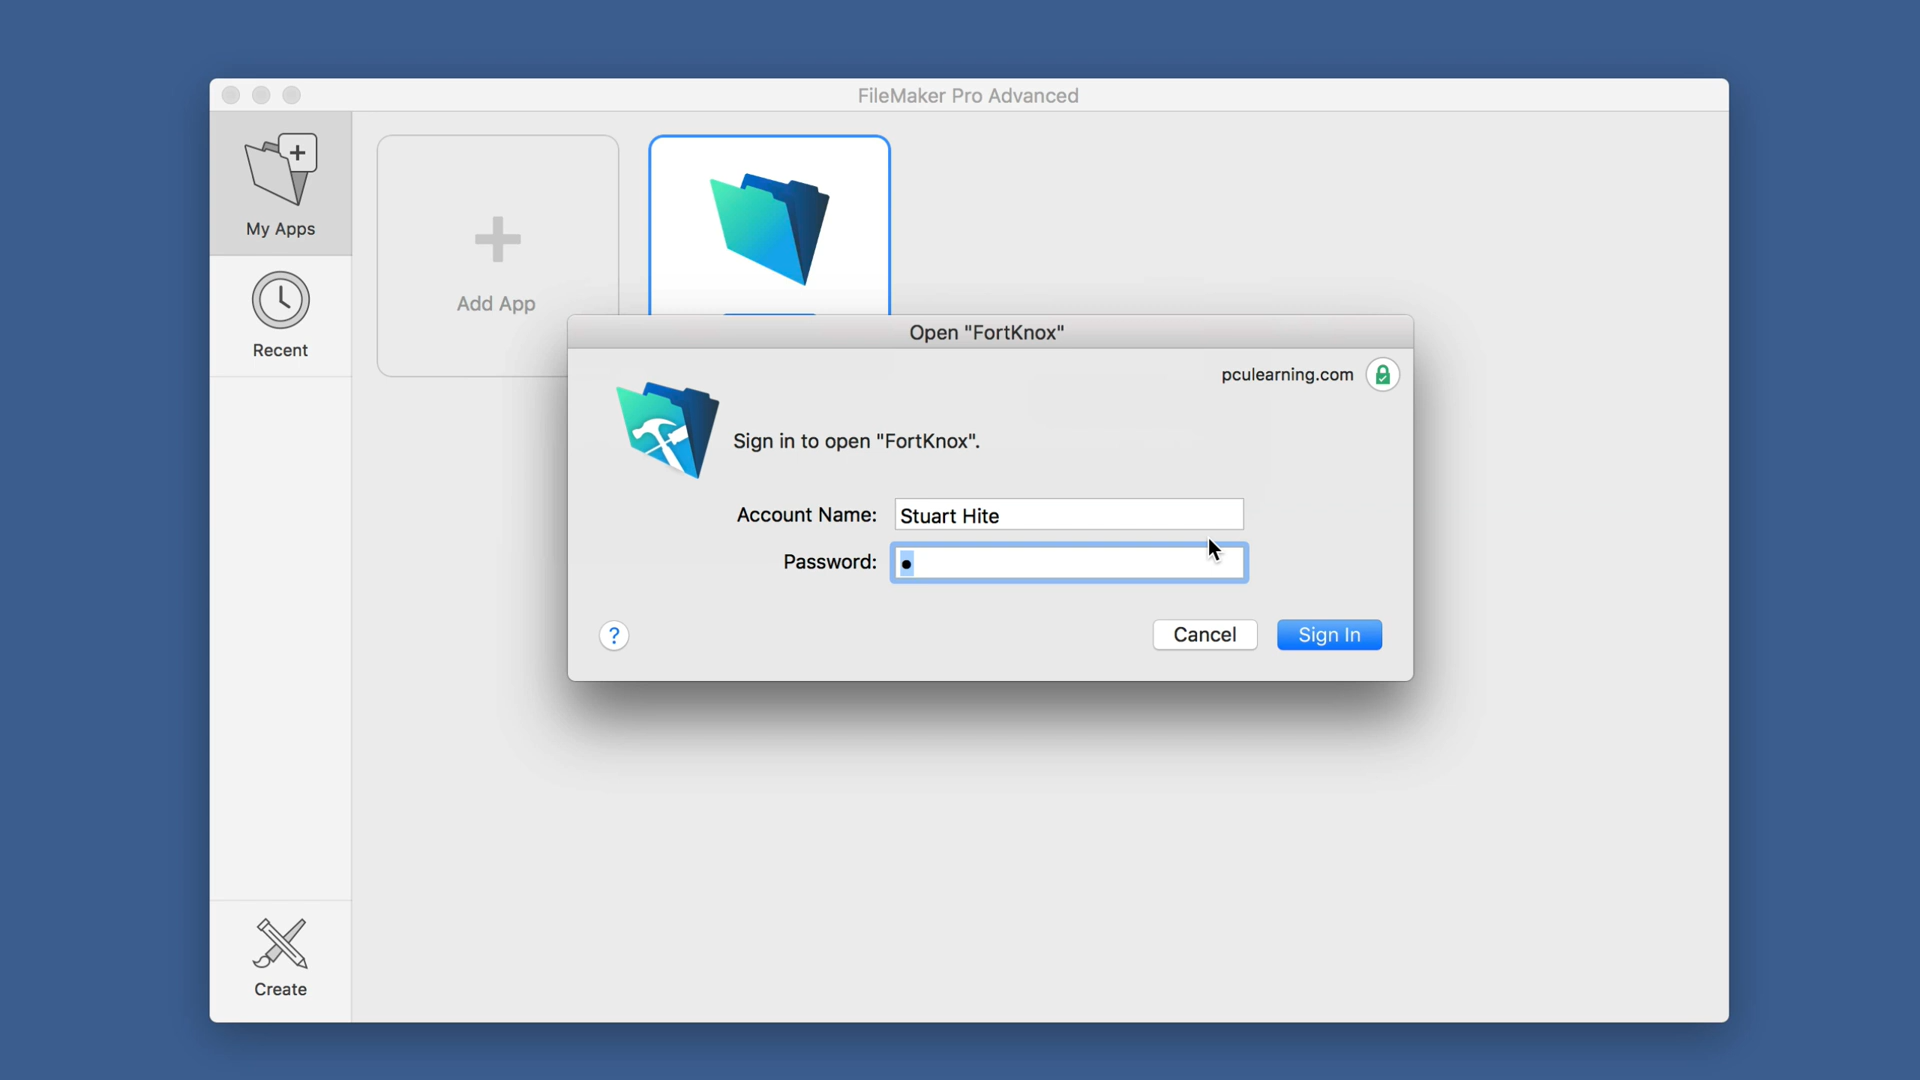 FileMaker Pro Advanced
My Apps
Add App
Recent
Open "FortKnox"
pculearning.com
Sign in to open "FortKnox".
Account Name: Stuart Hite
Password: ●
? Cancel Sign In
Create